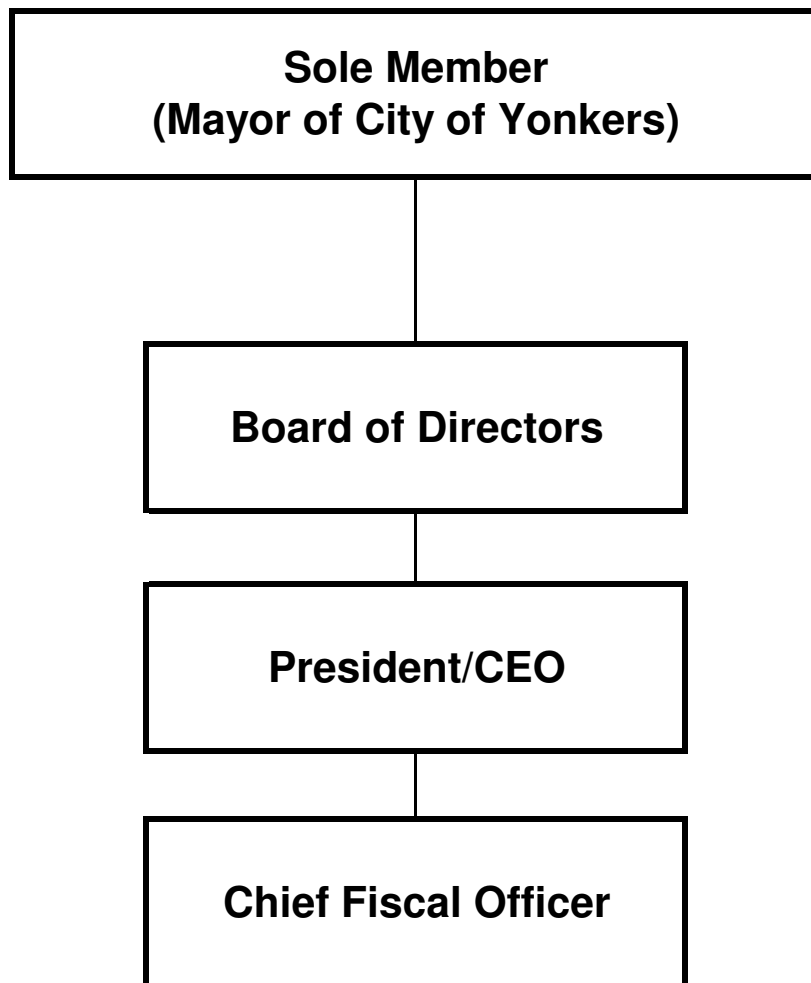 Sole Member
(Mayor of City of Yonkers)
Board of Directors
President/CEO
Chief Fiscal Officer